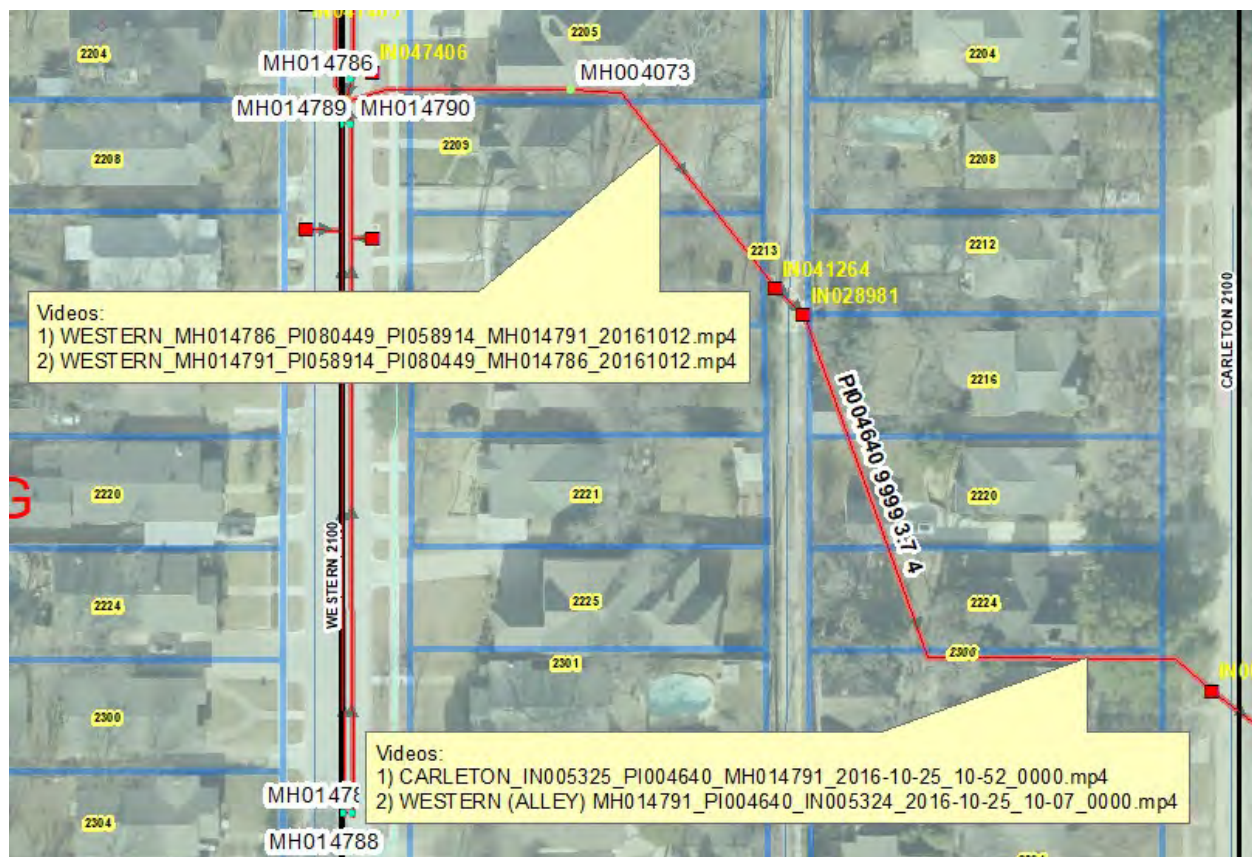 2204
2205
2204
MH014786
IN047406
MH004073
MH014789
MH014790
2208
2209
2208
2213
2212
IN041264
IN028981
CARLETON 2100
Videos:
1) WESTERN_MH014786_PI080449_PI058914_MH014791_20161012.mp4
2) WESTERN_MH014791_PI058914_PI080449_MH014786_20161012.mp4
2216
PI004640 9999 3:7 4
G
2220
2221
2220
WESTERN 2100
2224
2225
2224
2301
2300
2300
Videos:
1) CARLETON_IN005325_PI004640_MH014791_2016-10-25_10-52_0000.mp4
2) WESTERN (ALLEY) MH014791_PI004640_IN005324_2016-10-25_10-07_0000.mp4
2304
MH014788